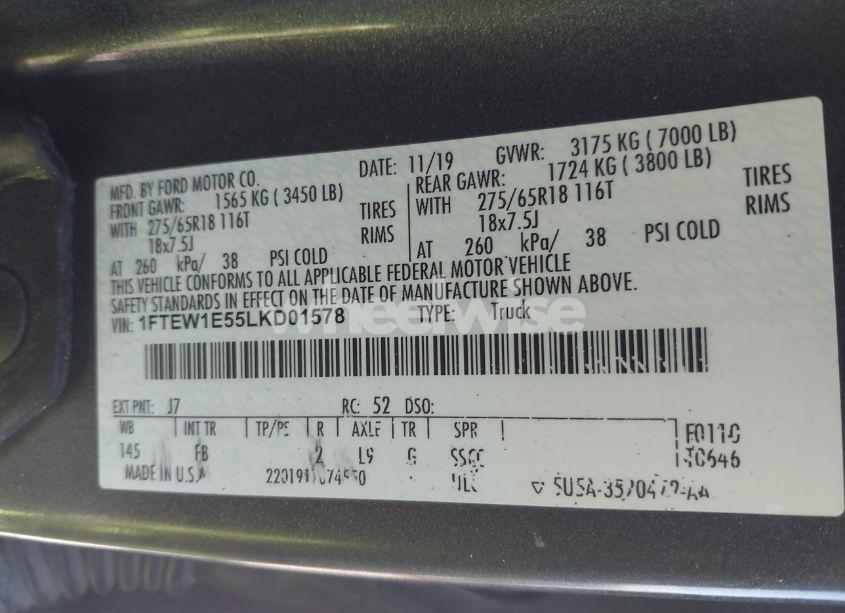 MFD. BY FORD MOTOR CO. DATE: 11/19 GVWR: 3175 KG ( 7000 LB)
FRONT GAWR: 1565 KG ( 3450 LB) REAR GAWR: 1724 KG ( 3800 LB)
WITH 275/65R18 116T TIRES WITH 275/65R18 116T TIRES
18x7.5J RIMS 18x7.5J RIMS
AT 260 kPa/ 38 PSI COLD AT 260 kPa/ 38 PSI COLD
THIS VEHICLE CONFORMS TO ALL APPLICABLE FEDERAL MOTOR VEHICLE
SAFETY STANDARDS IN EFFECT ON THE DATE OF MANUFACTURE SHOWN ABOVE.
VIN: 1FTEW1E55LKD01578 TYPE: Truck
wheelwise
EXT PNT: J7 RC: 52 DSO:
WB INT TR TP/PS R AXLE TR SPR
145 FB 2 L9 G
MADE IN U.S.A